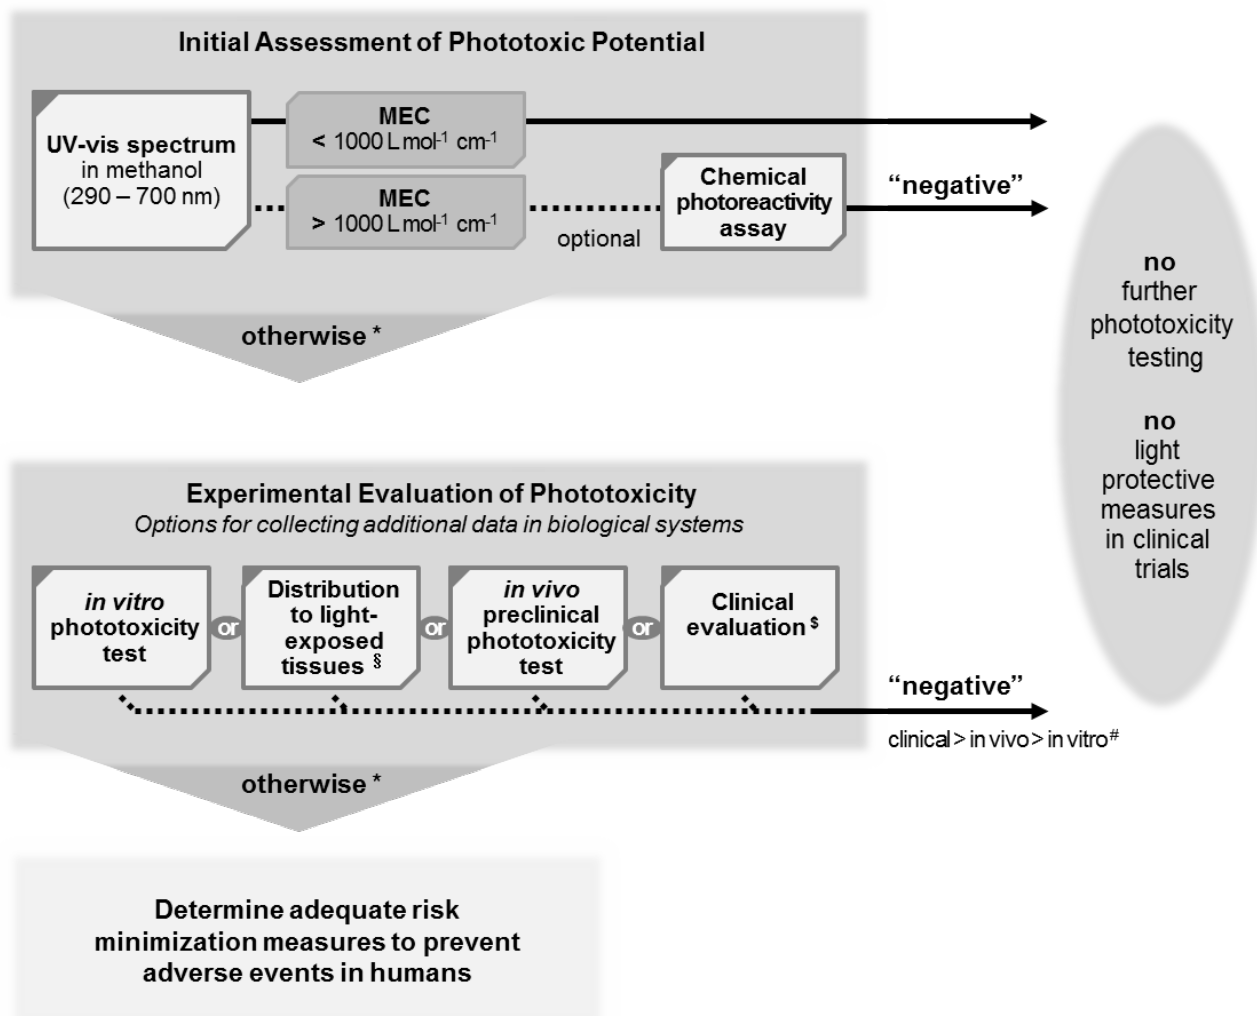 Initial Assessment of Phototoxic Potential
UV-vis spectrum
in methanol
(290 – 700 nm)
MEC
< 1000 L mol-1 cm-1
MEC
> 1000 L mol-1 cm-1
optional
Chemical
photoreactivity
assay
“negative”
otherwise *
no
further
phototoxicity
testing
no
light
protective
measures
in clinical
trials
Experimental Evaluation of Phototoxicity
Options for collecting additional data in biological systems
in vitro
phototoxicity
test
or
Distribution
to light-
exposed
tissues §
or
in vivo
preclinical
phototoxicity
test
or
Clinical
evaluation $
“negative”
clinical > in vivo > in vitro#
otherwise *
Determine adequate risk
minimization measures to prevent
adverse events in humans